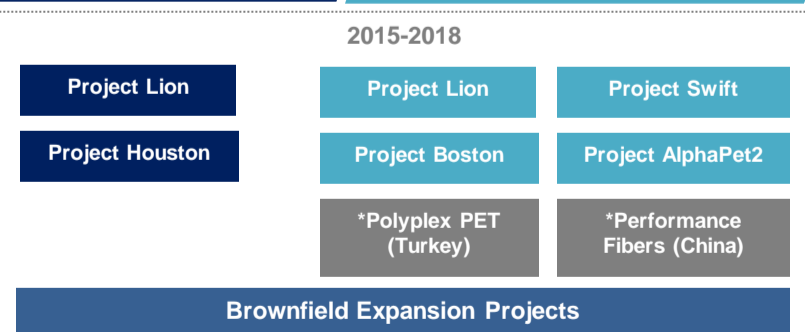 2015-2018
Project Lion
Project Lion
Project Swift
Project Houston
Project Boston
Project AlphaPet2
*Polyplex PET
(Turkey)
*Performance
Fibers (China)
Brownfield Expansion Projects